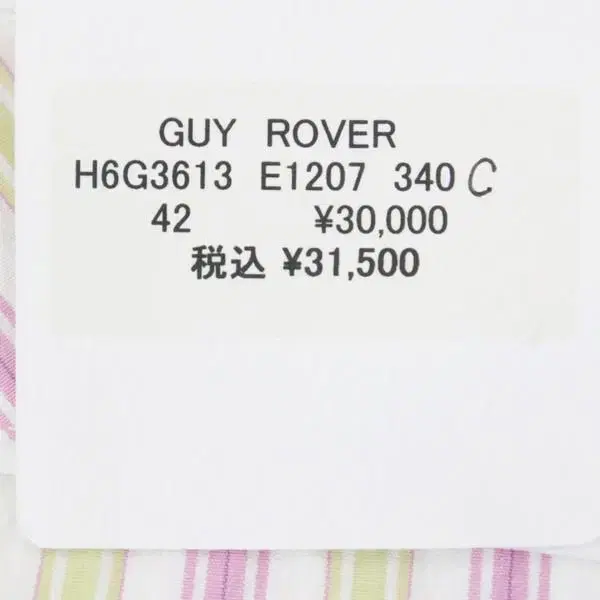 GUY ROVER
H6G3613 E1207 340 C
42 ¥30,000
税込 ¥31,500